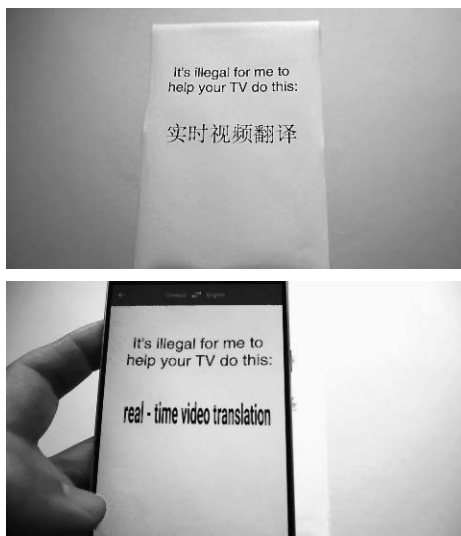 it's illegal for me to
help your TV do this:
实时视频翻译
it's illegal for me to
help your TV do this:
real - time video translation